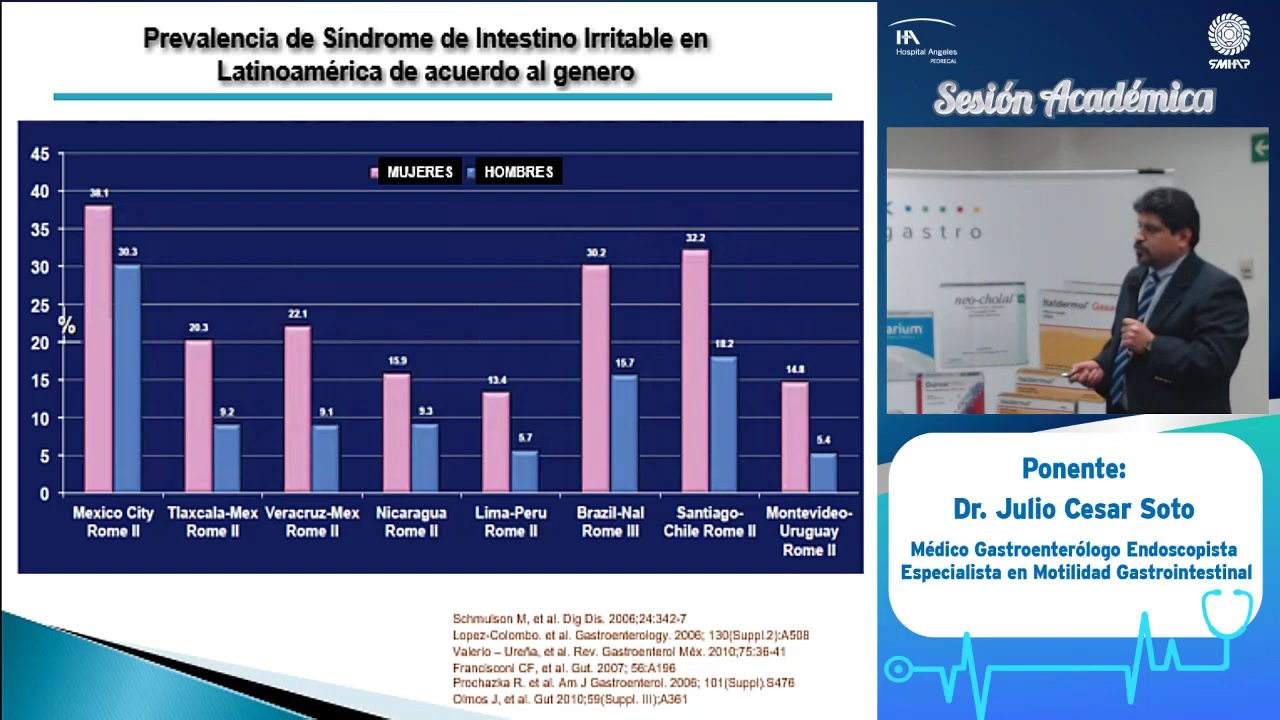 Prevalencia de Síndrome de Intestino Irritable en
Latinoamérica de acuerdo al genero
MUJERES HOMBRES
45
40
35
30
25
%
20
15
10
5
0
38.1
30.3
20.3
9.2
22.1
9.1
15.9
9.3
13.4
5.7
30.2
15.7
32.2
18.2
14.8
5.4
Mexico City
Rome II
Tlaxcala-Mex
Rome II
Veracruz-Mex
Rome II
Nicaragua
Rome II
Lima-Peru
Rome II
Brazil-Nal
Rome III
Santiago-
Chile Rome II
Montevideo-
Uruguay
Rome II
Schmulson M, et al. Dig Dis. 2006;24:342-7
Lopez-Colombo. et al. Gastroenterology. 2006; 130(Suppl.2):A508
Valerio – Ureña, et al. Rev. Gastroenterol Méx. 2010;75:36-41
Francisconi CF, et al. Gut. 2007; 56:A196
Prochazka R. et al. Am J Gastroenterol. 2006; 101(Suppl).S476
Olmos J, et al. Gut 2010;59(Suppl. III):A361
HA
Hospital Angeles
PEDREGAL
SMHAP
Sesión Académica
gastro
neo-cholal
Italdermol Gasa
arium
Italdermol
Ponente:
Dr. Julio Cesar Soto
Médico Gastroenterólogo Endoscopista
Especialista en Motilidad Gastrointestinal